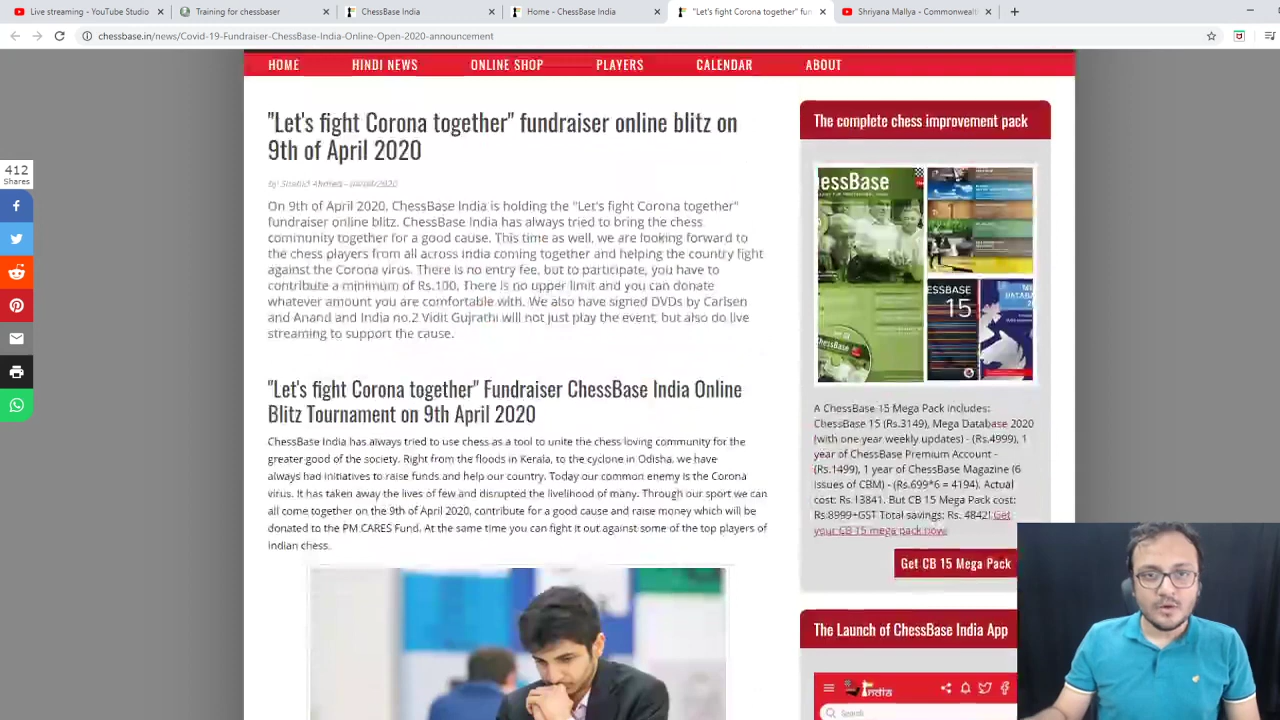 Live streaming - YouTube Studio
Training for chessbaser
ChessBase India
Home - ChessBase India
"Let's fight Corona together" fun
Shriyana Mallya - Commonwealt
chessbase.in/news/Covid-19-Fundraiser-ChessBase-India-Online-Open-2020-announcement
HOME HINDI NEWS ONLINE SHOP PLAYERS CALENDAR ABOUT
412
Shares
"Let's fight Corona together" fundraiser online blitz on
9th of April 2020
On 9th of April 2020, ChessBase India is holding the "Let's fight Corona together"
fundraiser online blitz. ChessBase India has always tried to bring the chess
community together for a good cause. This time as well, we are looking forward to
the chess players from all across India coming together and helping the country fight
against the Corona virus. There is no entry fee, but to participate, you have to
contribute a minimum of Rs.100. There is no upper limit and you can donate
whatever amount you are comfortable with. We also have signed DVDs by Carlsen
and Anand and India no.2 Vidit Gujrathi will not just play the event, but also do live
streaming to support the cause.
"Let's fight Corona together" Fundraiser ChessBase India Online
Blitz Tournament on 9th April 2020
ChessBase India has always tried to use chess as a tool to unite the chess loving community for the
greater good of the society. Right from the floods in Kerala, to the cyclone in Odisha, we have
always had initiatives to raise funds and help our country. Today our common enemy is the Corona
virus. It has taken away the lives of few and disrupted the livelihood of many. Through our sport we can
all come together on the 9th of April 2020, contribute for a good cause and raise money which will be
donated to the PM CARES Fund. At the same time you can fight it out against some of the top players of
Indian chess.
The complete chess improvement pack
essBase
ESSBASE
15
A ChessBase 15 Mega Pack includes:
ChessBase 15 (Rs.3149), Mega Database 2020
(with one year weekly updates) - (Rs.4999), 1
year of ChessBase Premium Account -
(Rs.1499), 1 year of ChessBase Magazine (6
issues of CBM) - (Rs.699*6 = 4194). Actual
cost: Rs.13841. But CB 15 Mega Pack cost:
Rs.8999+GST Total savings: Rs. 4842! Get
your CB 15 mega pack now.
Get CB 15 Mega Pack
The Launch of ChessBase India App
India
Search